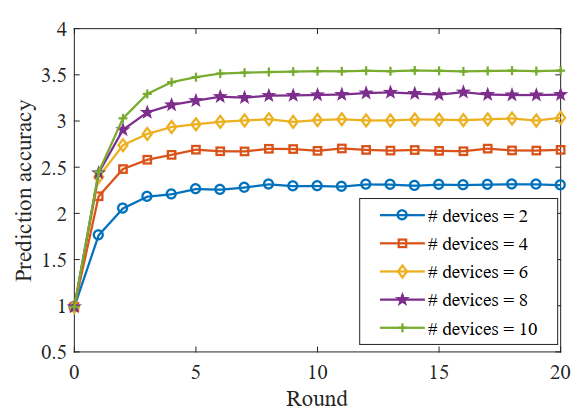 Prediction accuracy
4
3.5
3
2.5
2
1.5
1
0.5
0
5
10
15
20
Round
# devices = 2
# devices = 4
# devices = 6
# devices = 8
# devices = 10